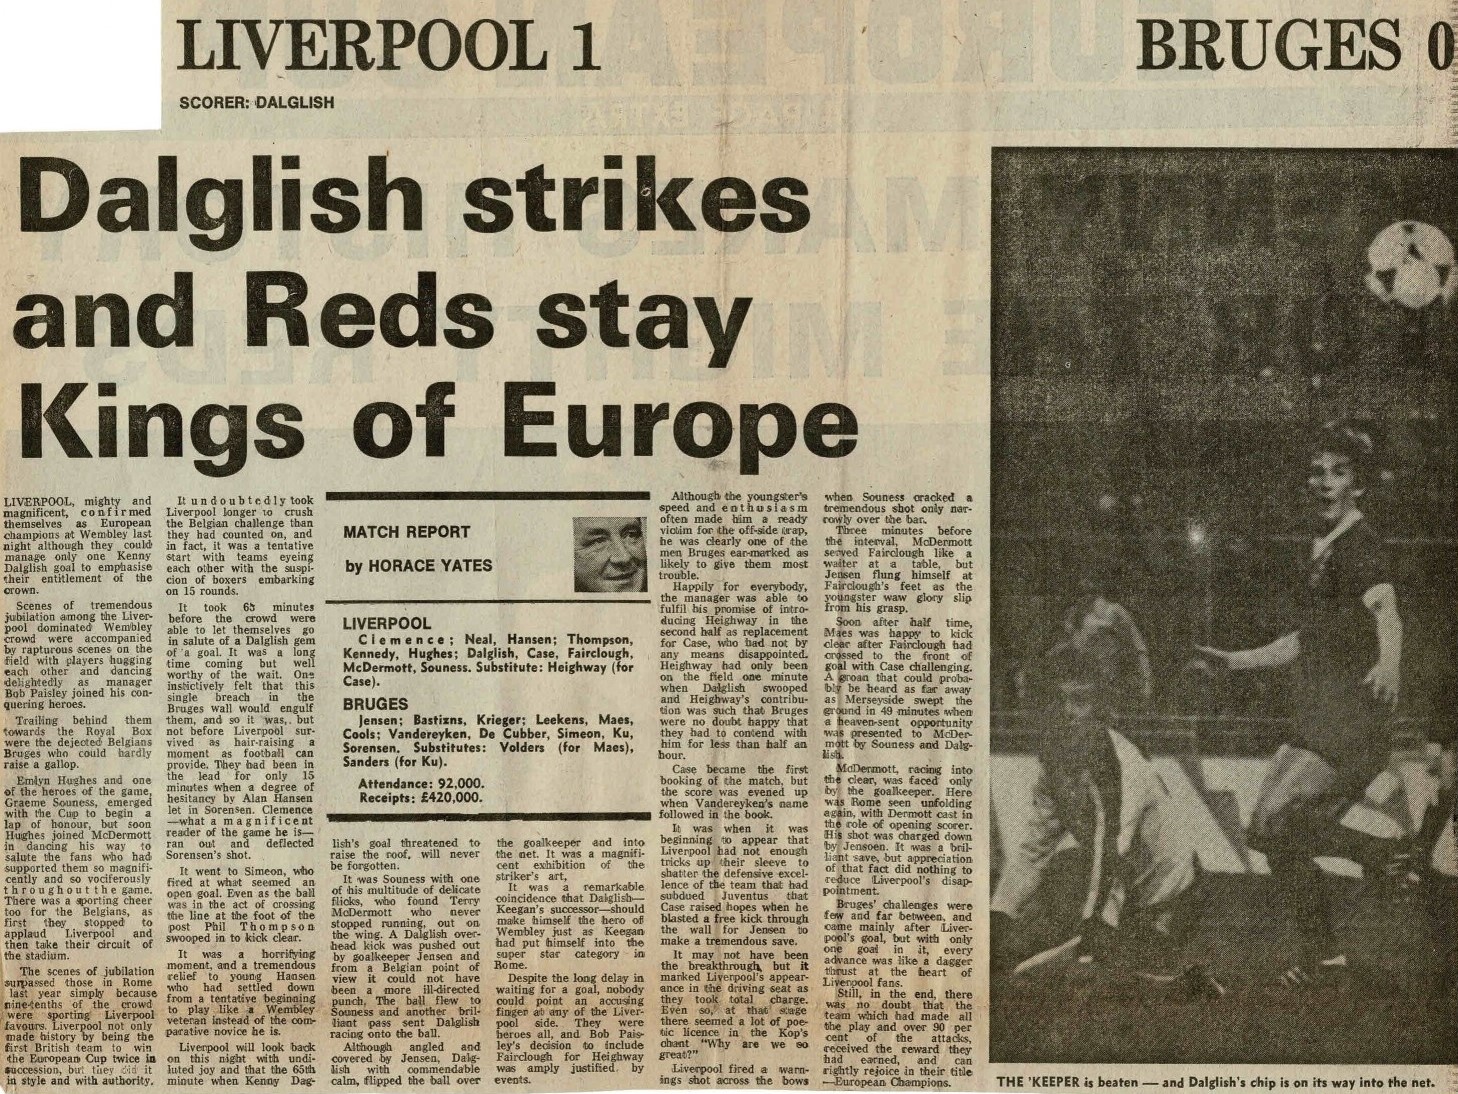 LIVERPOOL 1
BRUGES 0
SCORER: DALGLISH
Dalglish strikes
and Reds stay
Kings of Europe
LIVERPOOL, mighty and
magnificent, confirmed
themselves as European
champions at Wembley last
night although they could
manage only one Kenny
Dalglish goal to emphasise
their entitlement of the
crown.
Scenes of tremendous
jubilation among the Liver-
pool dominated Wembley
crowd were accompanied
by rapturous scenes on the
field with players hugging
each other and dancing
delightedly as manager
Bob Paisley joined his con-
quering heroes.
Trailing behind them
towards the Royal Box
were the dejected Belgians
Bruges who could hardly
raise a gallop.
Emlyn Hughes and one
of the heroes of the game,
Graeme Souness, emerged
with the Cup to begin a
lap of honour, but soon
Hughes joined McDermott
in dancing his way to
salute the fans who had
supported them so magnifi-
cently and so vociferously
throughout the game.
There was a sporting cheer
too for the Belgians, as
first they stopped to
applaud Liverpool and
then take their circuit of
the stadium.
The scenes of jubilation
surpassed those in Rome
last year simply because
nine-tenths of the crowd
were sporting Liverpool
favours. Liverpool not only
made history by being the
first British team to win
the European Cup twice in
succession, but they did it
in style and with authority.
It undoubtedly took
Liverpool longer to crush
the Belgian challenge than
they had counted on, and
in fact, it was a tentative
start with teams eyeing
each other with the suspi-
cion of boxers embarking
on 15 rounds.
It took 65 minutes
before the crowd were
able to let themselves go
in salute of a Dalglish gem
of a goal. It was a long
time coming but well
worthy of the wait. One
instictively felt that this
single breach in the
Bruges wall would engulf
them, and so it was, but
not before Liverpool sur-
vived as hair-raising a
moment as football can
provide. They had been in
the lead for only 15
minutes when a degree of
hesitancy by Alan Hansen
let in Sorensen. Clemence
—what a magnificent
reader of the game he is—
ran out and deflected
Sorensen's shot.
It went to Simeon, who
fired at what seemed an
open goal. Even as the ball
was in the act of crossing
the line at the foot of the
post Phil Thompson
swooped in to kick clear.
It was a horrifying
moment, and a tremendous
relief to young Hansen
who had settled down
from a tentative beginning
to play like a Wembley
veteran instead of the com-
parative novice he is.
Liverpool will look back
on this night with undi-
luted joy and that the 65th
minute when Kenny Dag-
MATCH REPORT
by HORACE YATES
LIVERPOOL
Clemence; Neal, Hansen; Thompson,
Kennedy, Hughes; Dalglish, Case, Fairclough,
McDermott, Souness. Substitute: Heighway (for
Case).
BRUGES
Jensen; Bastizns, Krieger; Leekens, Maes,
Cools; Vandereyken, De Cubber, Simeon, Ku,
Sorensen. Substitutes: Volders (for Maes),
Sanders (for Ku).
Attendance: 92,000.
Receipts: £420,000.
lish's goal threatened to
raise the roof, will never
be forgotten.
It was Souness with one
of his multitude of delicate
flicks, who found Terry
McDermott who never
stopped running, out on
the wing. A Dalglish over-
head kick was pushed out
by goalkeeper Jensen and
from a Belgian point of
view it could not have
been a more ill-directed
punch. The ball flew to
Souness and another bril-
liant pass sent Dalglish
racing onto the ball.
Although angled and
covered by Jensen, Dalg-
lish with commendable
calm, flipped the ball over
the goalkeeper and into
the net. It was a magnifi-
cent exhibition of the
striker's art,
It was a remarkable
coincidence that Dalglish—
Keegan's successor—should
make himself the hero of
Wembley just as Keegan
had put himself into the
super star category in
Rome.
Despite the long delay in
waiting for a goal, nobody
could point an accusing
finger at any of the Liver-
pool side. They were
heroes all, and Bob Pais-
ley's decision to include
Fairclough for Heighway
was amply justified by
events.
Although the youngster's
speed and enthusiasm
often made him a ready
victim for the off-side trap,
he was clearly one of the
men Bruges ear-marked as
likely to give them most
trouble.
Happily for everybody,
the manager was able to
fulfil his promise of intro-
ducing Heighway in the
second half as replacement
for Case, who had not by
any means disappointed.
Heighway had only been
on the field one minute
when Dalglish swooped
and Heighway's contribu-
tion was such that Bruges
were no doubt happy that
they had to contend with
him for less than half an
hour.
Case became the first
booking of the match, but
the score was evened up
when Vandereyken's name
followed in the book.
It was when it was
beginning to appear that
Liverpool had not enough
tricks up their sleeve to
shatter the defensive excel-
lence of the team that had
subdued Juventus that
Case raised hopes when he
blasted a free kick through
the wall for Jensen to
make a tremendous save.
It may not have been
the breakthrough, but it
marked Liverpool's appear-
ance in the driving seat as
they took total charge.
Even so, at that stage
there seemed a lot of poe-
tic licence in the Kop's
chant "Why are we so
great?"
Liverpool fired a warn-
ings shot across the bows
when Souness cracked a
tremendous shot only nar-
rowly over the bar.
Three minutes before
the interval, McDermott
served Fairclough like a
waiter at a table, but
Jensen flung himself at
Fairclough's feet as the
youngster waw glory slip
from his grasp.
Soon after half time,
Maes was happy to kick
clear after Fairclough had
crossed to the front of
goal with Case challenging.
A groan that could proba-
bly be heard as far away
as Merseyside swept the
ground in 49 minutes when
a heaven-sent opportunity
was presented to McDer-
mott by Souness and Dalg-
lish.
McDermott, racing into
the clear, was faced only
by the goalkeeper. Here
was Rome seen unfolding
again, with Dermott cast in
the role of opening scorer.
His shot was charged down
by Jensoen. It was a bril-
liant save, but appreciation
of that fact did nothing to
reduce Liverpool's disap-
pointment.
Bruges' challenges were
few and far between, and
came mainly after Liver-
pool's goal, but with only
one goal in it, every
advance was like a dagger
thrust at the heart of
Liverpool fans.
Still, in the end, there
was no doubt that the
team which had made all
the play and over 90 per
cent of the attacks,
received the reward they
had earned, and can
rightly rejoice in their title
—European Champions.
THE 'KEEPER is beaten — and Dalglish's chip is on its way into the net.